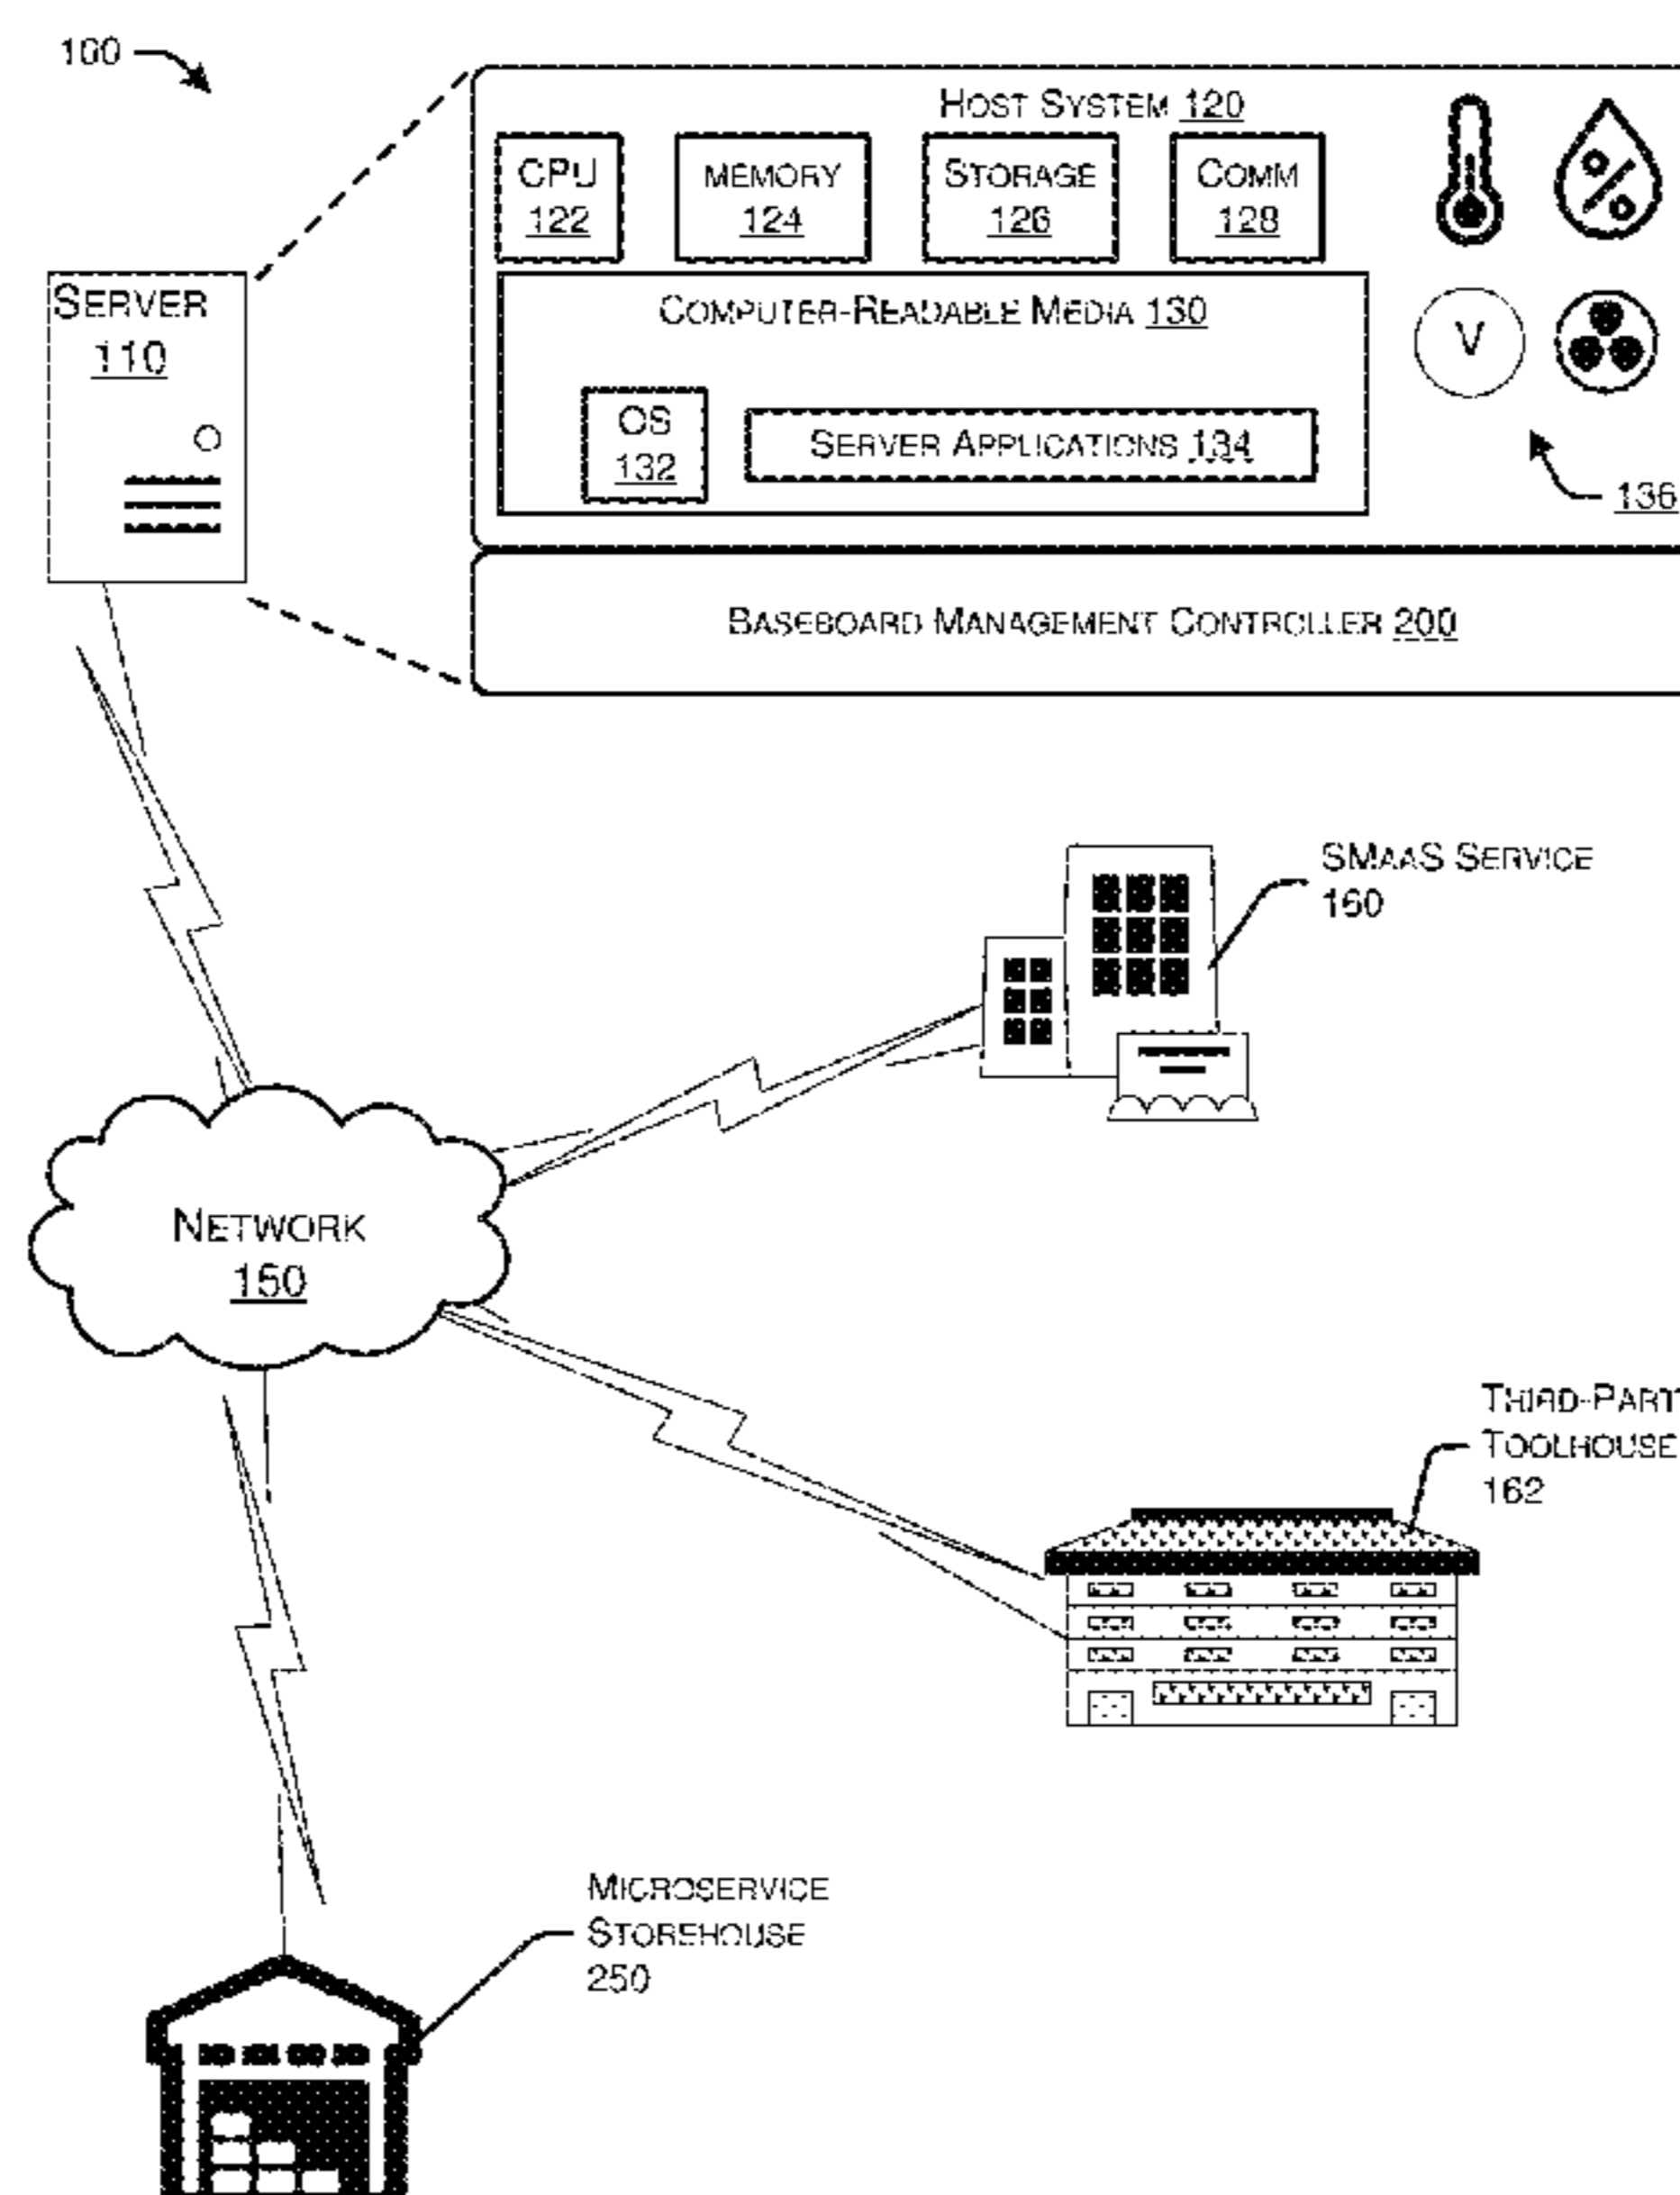 100
HOST SYSTEM 120
CPU
122
MEMORY
124
STORAGE
126
COMM
128
SERVER
110
COMPUTER-READABLE MEDIA 130
V
OS
132
SERVER APPLICATIONS 134
136
BASEBOARD MANAGEMENT CONTROLLER 200
SMAAS SERVICE
160
NETWORK
150
THIRD-PART
TOOLHOUSE
162
MICROSERVICE
STOREHOUSE
250